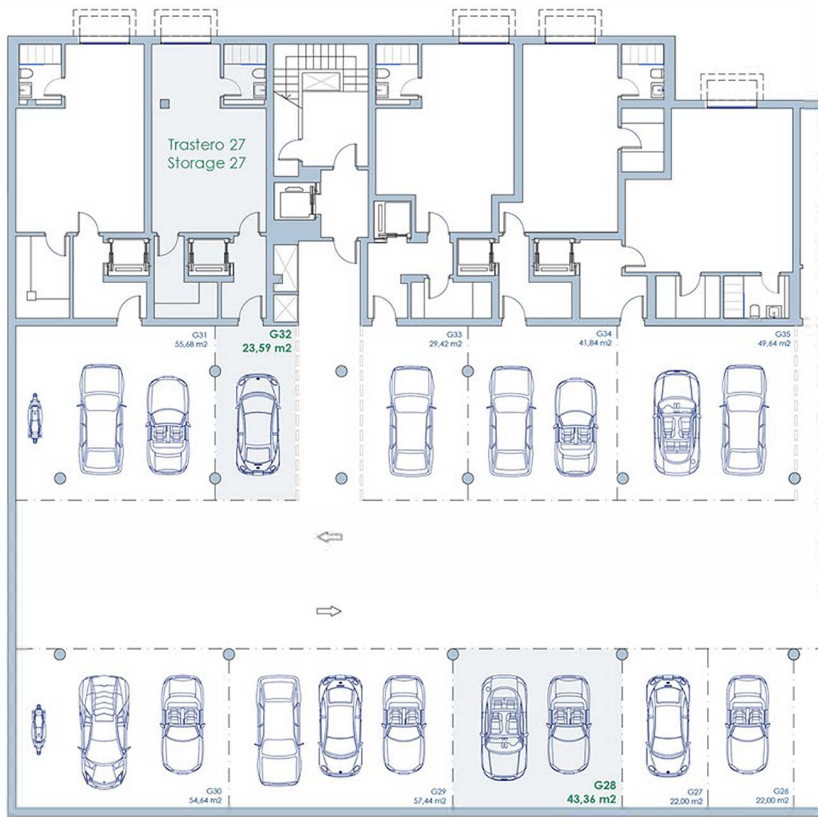 Trastero 27
Storage 27
G31
55,68 m2
G32
23,59 m2
G33
29,42 m2
G34
41,84 m2
G35
49,64 m2
G30
54,64 m2
G29
57,44 m2
G28
43,36 m2
G27
22,00 m2
G26
22,00 m2